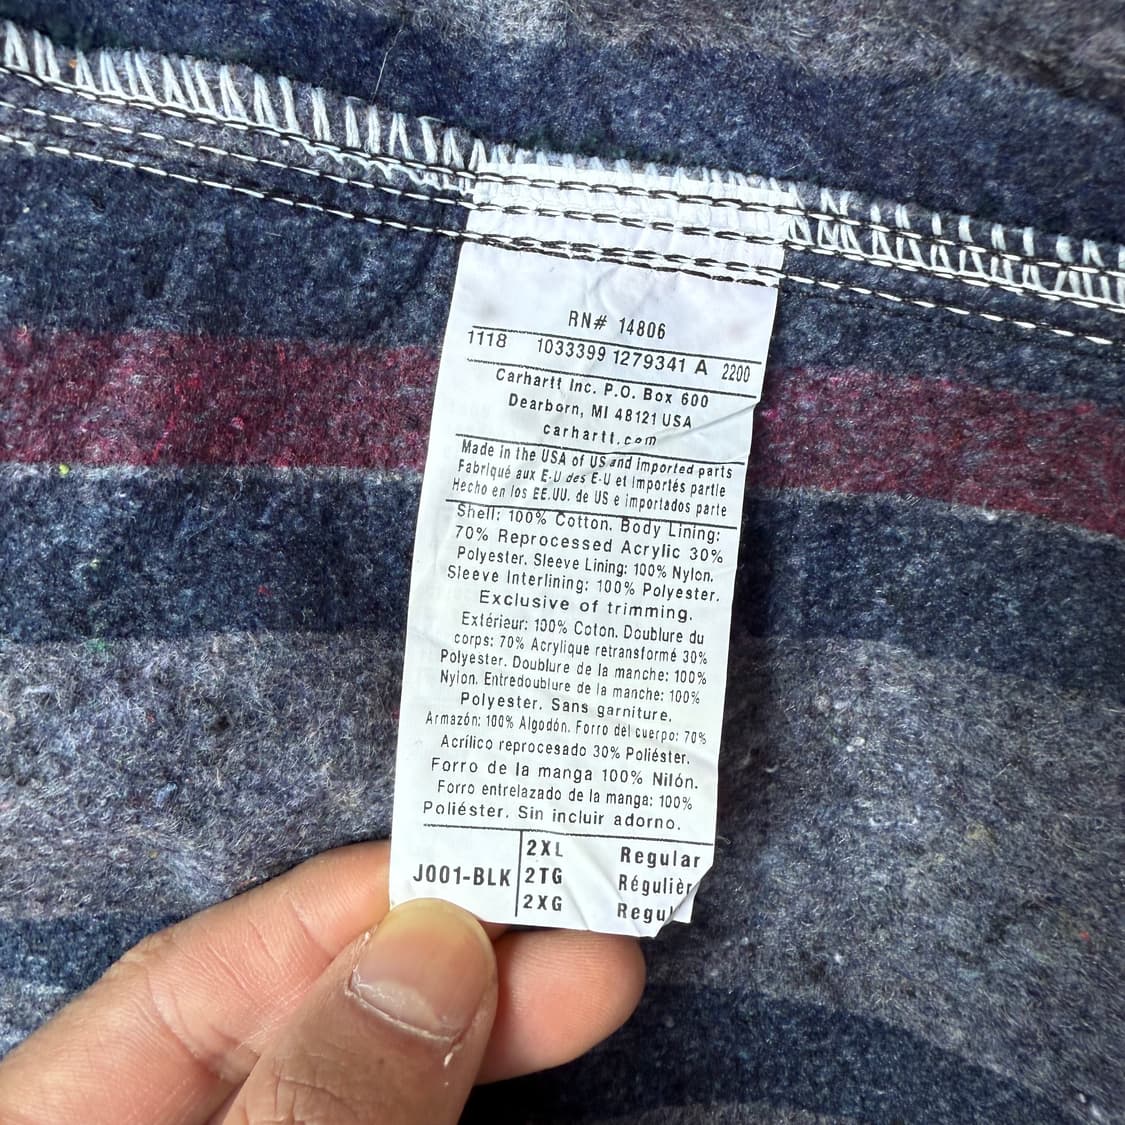 RN# 14806
1118 1033399 1279341 A 2200
Carhartt Inc. P.O. Box 600
Dearborn, MI 48121 USA
carhartt.com
Made in the USA of US and imported parts
Fabriqué aux E-U des E-U et importés partie
Hecho en los EE.UU. de US e importados parte
Shell: 100% Cotton. Body Lining:
70% Reprocessed Acrylic 30%
Polyester. Sleeve Lining: 100% Nylon.
Sleeve Interlining: 100% Polyester.
Exclusive of trimming.
Extérieur: 100% Coton. Doublure du
corps: 70% Acrylique retransformé 30%
Polyester. Doublure de la manche: 100%
Nylon. Entredoublure de la manche: 100%
Polyester. Sans garniture.
Armazón: 100% Algodón. Forro del cuerpo: 70%
Acrílico reprocesado 30% Poliéster.
Forro de la manga 100% Nilón.
Forro entrelazado de la manga: 100%
Poliéster. Sin incluir adorno.
2XL Regular
J001-BLK 2TG Régulièr
2XG Regul